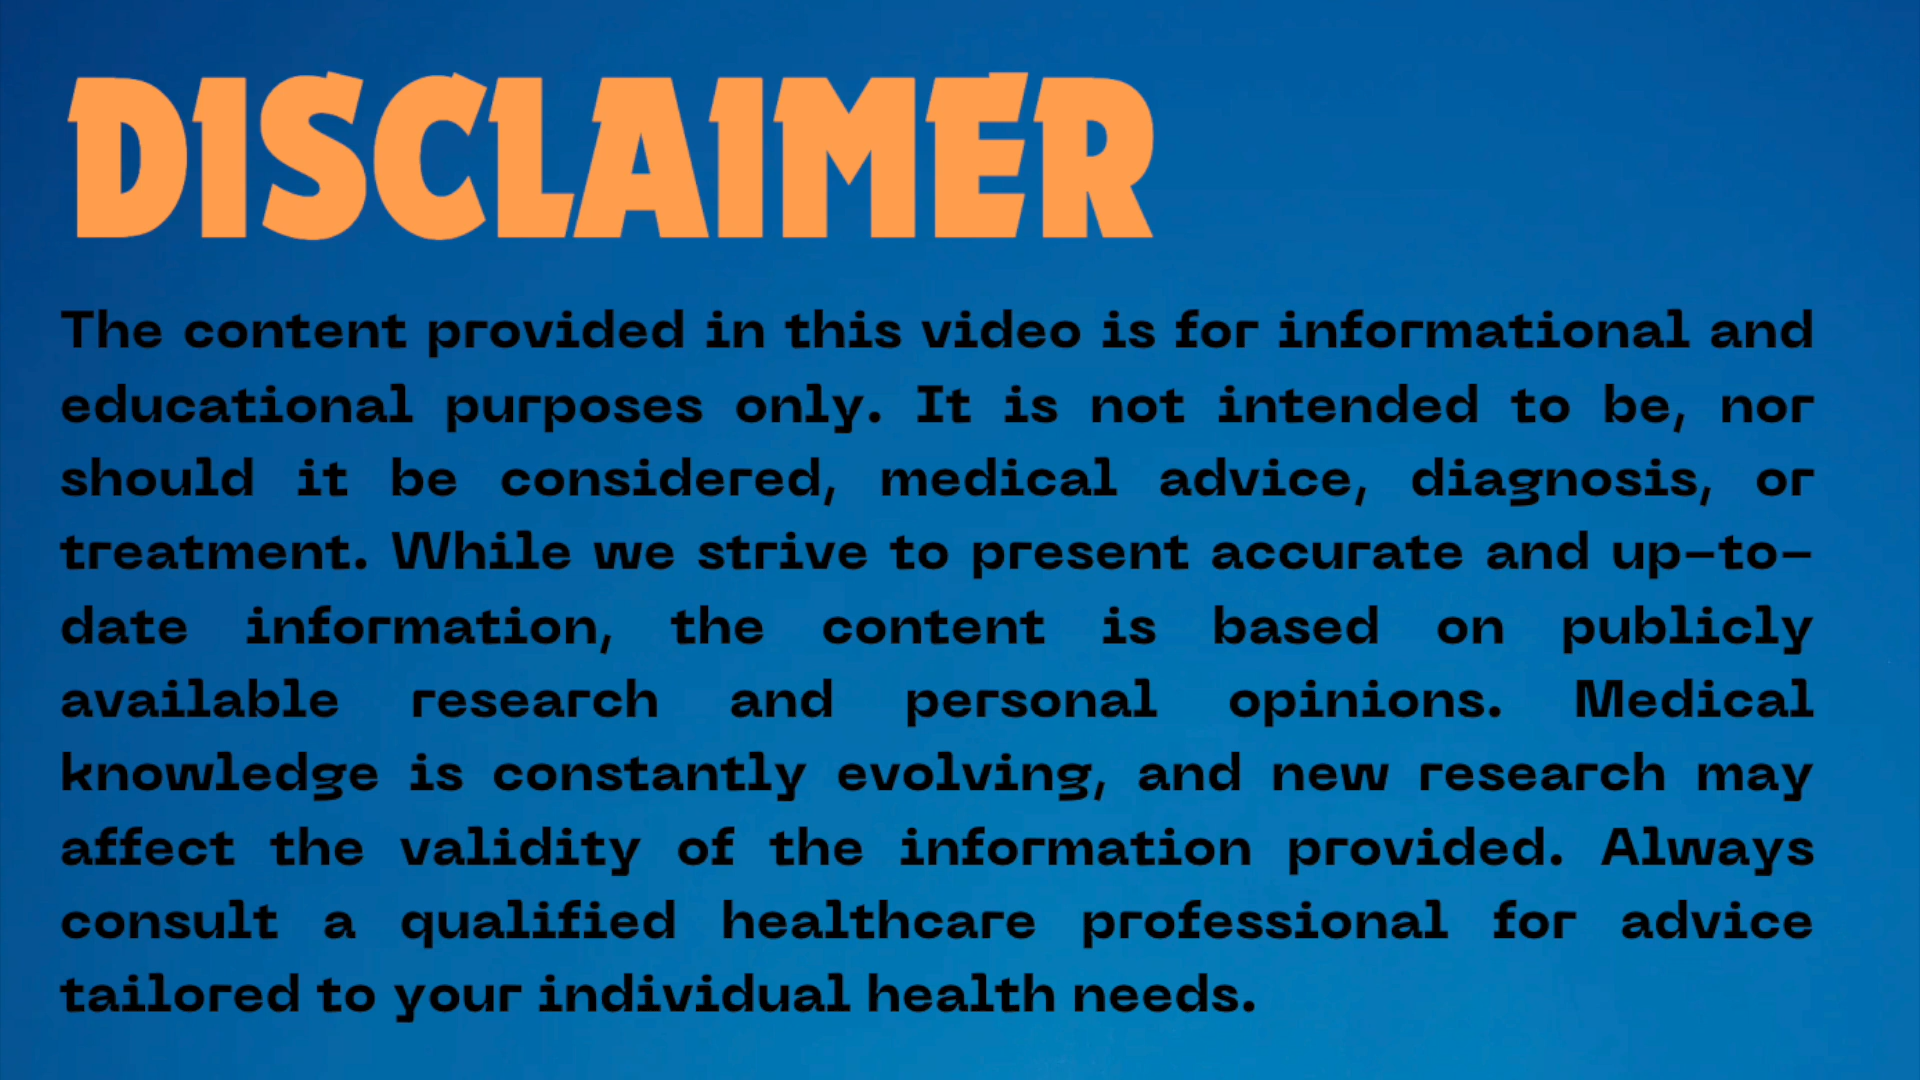 DISCLAIMER
The content provided in this video is for informational and
educational purposes only. It is not intended to be, nor
should it be considered, medical advice, diagnosis, or
treatment. While we strive to present accurate and up-to-
date information, the content is based on publicly
available research and personal opinions. Medical
knowledge is constantly evolving, and new research may
affect the validity of the information provided. Always
consult a qualified healthcare professional for advice
tailored to your individual health needs.